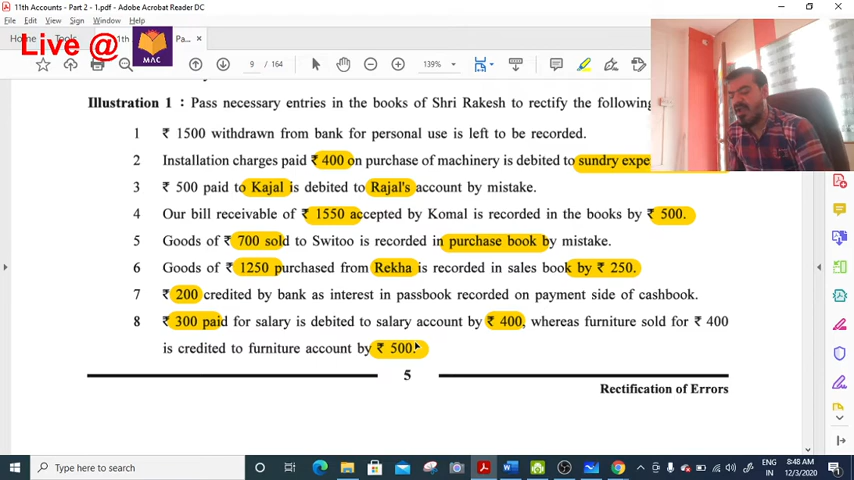 11th Accounts - Part 2 - 1.pdf - Adobe Acrobat Reader DC
File Edit View Sign Window Help
Home 11th Pa... ×
Live @
MAC
9 / 164 139%
Illustration 1 : Pass necessary entries in the books of Shri Rakesh to rectify the following
1 ₹ 1500 withdrawn from bank for personal use is left to be recorded.
2 Installation charges paid ₹ 400 on purchase of machinery is debited to sundry expe
3 ₹ 500 paid to Kajal is debited to Rajal's account by mistake.
4 Our bill receivable of ₹ 1550 accepted by Komal is recorded in the books by ₹ 500.
5 Goods of ₹ 700 sold to Switoo is recorded in purchase book by mistake.
6 Goods of ₹ 1250 purchased from Rekha is recorded in sales book by ₹ 250.
7 ₹ 200 credited by bank as interest in passbook recorded on payment side of cashbook.
8 ₹ 300 paid for salary is debited to salary account by ₹ 400, whereas furniture sold for ₹ 400
is credited to furniture account by ₹ 500.
5
Rectification of Errors
Type here to search
ENG
IN
8:48 AM
12/3/2020